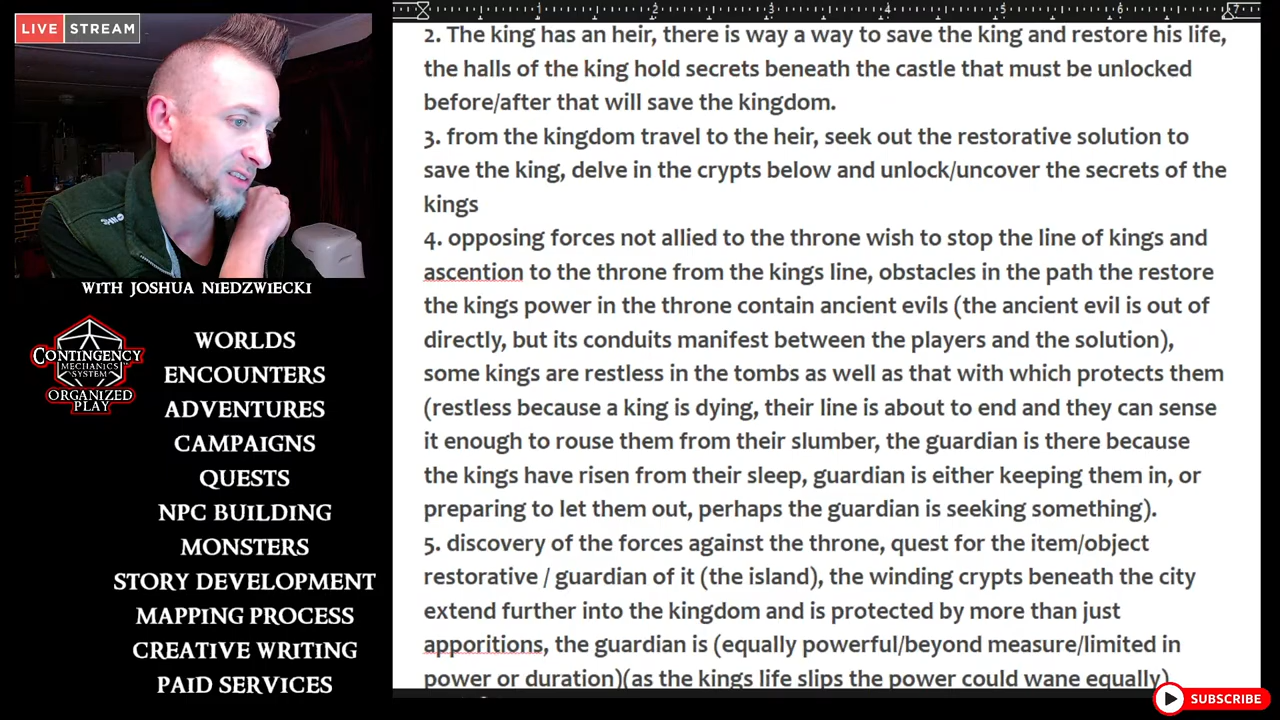 LIVE STREAM
WITH JOSHUA NIEDZWIECKI
CONTINGENCY
MECHANICS
SYSTEM
ORGANIZED
PLAY
WORLDS
ENCOUNTERS
ADVENTURES
CAMPAIGNS
QUESTS
NPC BUILDING
MONSTERS
STORY DEVELOPMENT
MAPPING PROCESS
CREATIVE WRITING
PAID SERVICES
1 2 3 4 5 6 7
2. The king has an heir, there is way a way to save the king and restore his life,
the halls of the king hold secrets beneath the castle that must be unlocked
before/after that will save the kingdom.
3. from the kingdom travel to the heir, seek out the restorative solution to
save the king, delve in the crypts below and unlock/uncover the secrets of the
kings
4. opposing forces not allied to the throne wish to stop the line of kings and
ascention to the throne from the kings line, obstacles in the path the restore
the kings power in the throne contain ancient evils (the ancient evil is out of
directly, but its conduits manifest between the players and the solution),
some kings are restless in the tombs as well as that with which protects them
(restless because a king is dying, their line is about to end and they can sense
it enough to rouse them from their slumber, the guardian is there because
the kings have risen from their sleep, guardian is either keeping them in, or
preparing to let them out, perhaps the guardian is seeking something).
5. discovery of the forces against the throne, quest for the item/object
restorative / guardian of it (the island), the winding crypts beneath the city
extend further into the kingdom and is protected by more than just
apporitions, the guardian is (equally powerful/beyond measure/limited in
power or duration)(as the kings life slips the power could wane equally)
SUBSCRIBE